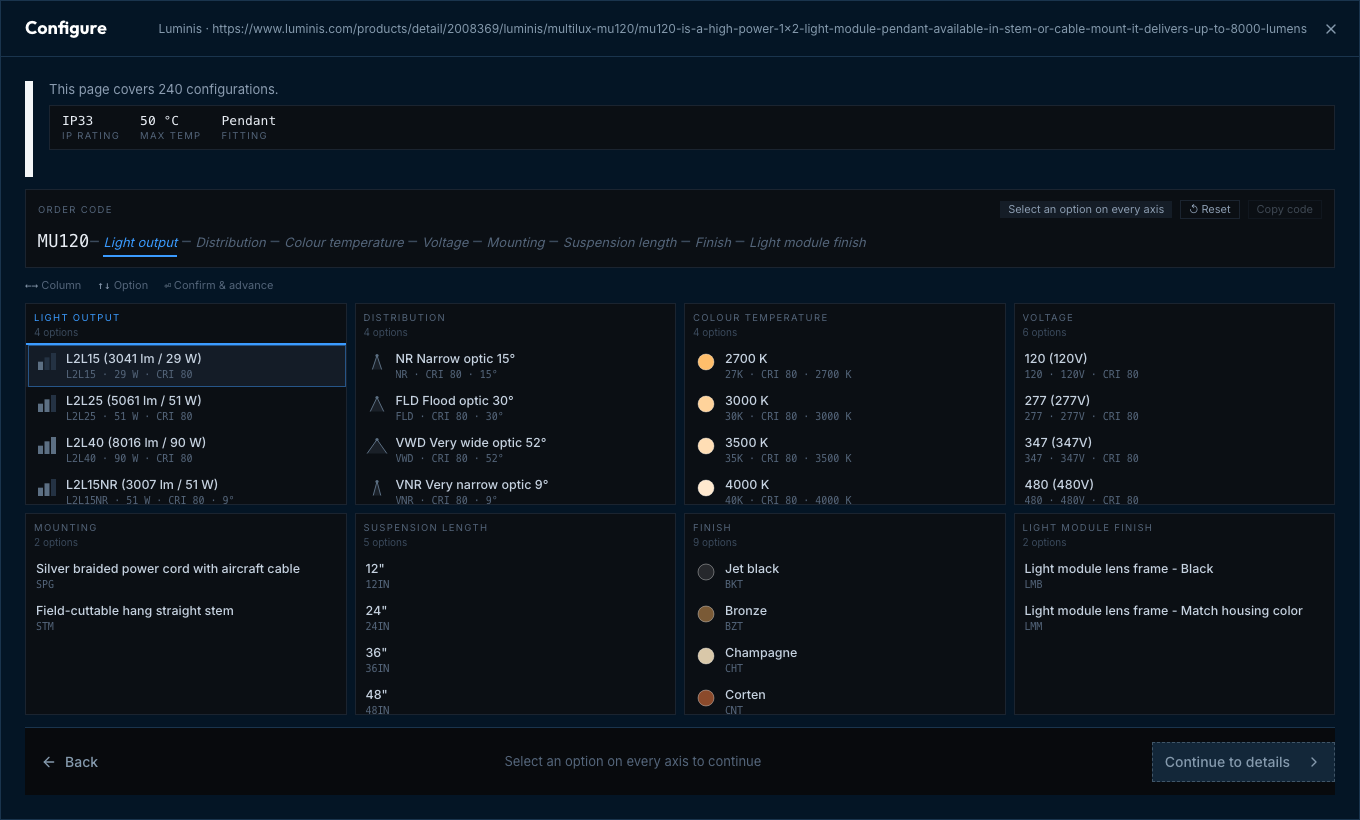 Configure
Luminis · https://www.luminis.com/products/detail/2008369/luminis/multilux-mu120/mu120-is-a-high-power-1x2-light-module-pendant-available-in-stem-or-cable-mount-it-delivers-up-to-8000-lumens
This page covers 240 configurations.
IP33 50 °C Pendant
IP RATING MAX TEMP FITTING
ORDER CODE
Select an option on every axis Reset Copy code
MU120– Light output – Distribution – Colour temperature – Voltage – Mounting – Suspension length – Finish – Light module finish
←→ Column ↑↓ Option ⏎ Confirm & advance
LIGHT OUTPUT
4 options
L2L15 (3041 lm / 29 W)
L2L15 · 29 W · CRI 80
L2L25 (5061 lm / 51 W)
L2L25 · 51 W · CRI 80
L2L40 (8016 lm / 90 W)
L2L40 · 90 W · CRI 80
L2L15NR (3007 lm / 51 W)
L2L15NR · 51 W · CRI 80 · 9°
DISTRIBUTION
4 options
NR Narrow optic 15°
NR · CRI 80 · 15°
FLD Flood optic 30°
FLD · CRI 80 · 30°
VWD Very wide optic 52°
VWD · CRI 80 · 52°
VNR Very narrow optic 9°
VNR · CRI 80 · 9°
COLOUR TEMPERATURE
4 options
2700 K
27K · CRI 80 · 2700 K
3000 K
30K · CRI 80 · 3000 K
3500 K
35K · CRI 80 · 3500 K
4000 K
40K · CRI 80 · 4000 K
VOLTAGE
6 options
120 (120V)
120 · 120V · CRI 80
277 (277V)
277 · 277V · CRI 80
347 (347V)
347 · 347V · CRI 80
480 (480V)
480 · 480V · CRI 80
MOUNTING
2 options
Silver braided power cord with aircraft cable
SPG
Field-cuttable hang straight stem
STM
SUSPENSION LENGTH
5 options
12"
12IN
24"
24IN
36"
36IN
48"
48IN
FINISH
9 options
Jet black
BKT
Bronze
BZT
Champagne
CHT
Corten
CNT
LIGHT MODULE FINISH
2 options
Light module lens frame - Black
LMB
Light module lens frame - Match housing color
LMM
Back
Select an option on every axis to continue
Continue to details